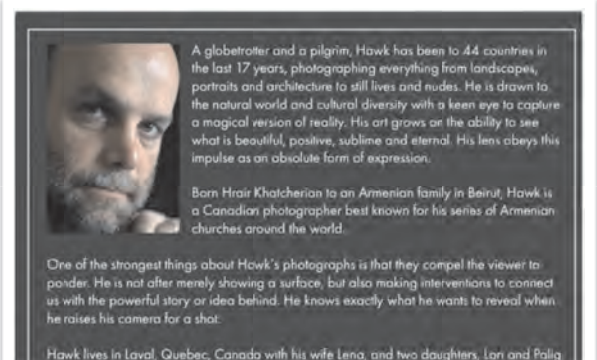 A globetrotter and a pilgrim, Hawk has been to 44 countries in
the last 17 years, photographing everything from landscapes,
portraits and architecture to still lives and nudes. He is drawn to
the natural world and cultural diversity with a keen eye to capture
a magical version of reality. His art grows on the ability to see
what is beautiful, positive, sublime and eternal. His lens obeys this
impulse as an absolute form of expression.
Born Hrair Khatcherian to an Armenian family in Beirut, Hawk is
a Canadian photographer best known for his series of Armenian
churches around the world.
One of the strongest things about Hawk's photographs is that they compel the viewer to
ponder. He is not after merely showing a surface, but also making interventions to connect
us with the powerful story or idea behind. He knows exactly what he wants to reveal when
he raises his camera for a shot.
Hawk lives in Laval, Quebec, Canada with his wife Lena, and two daughters, Lori and Palig